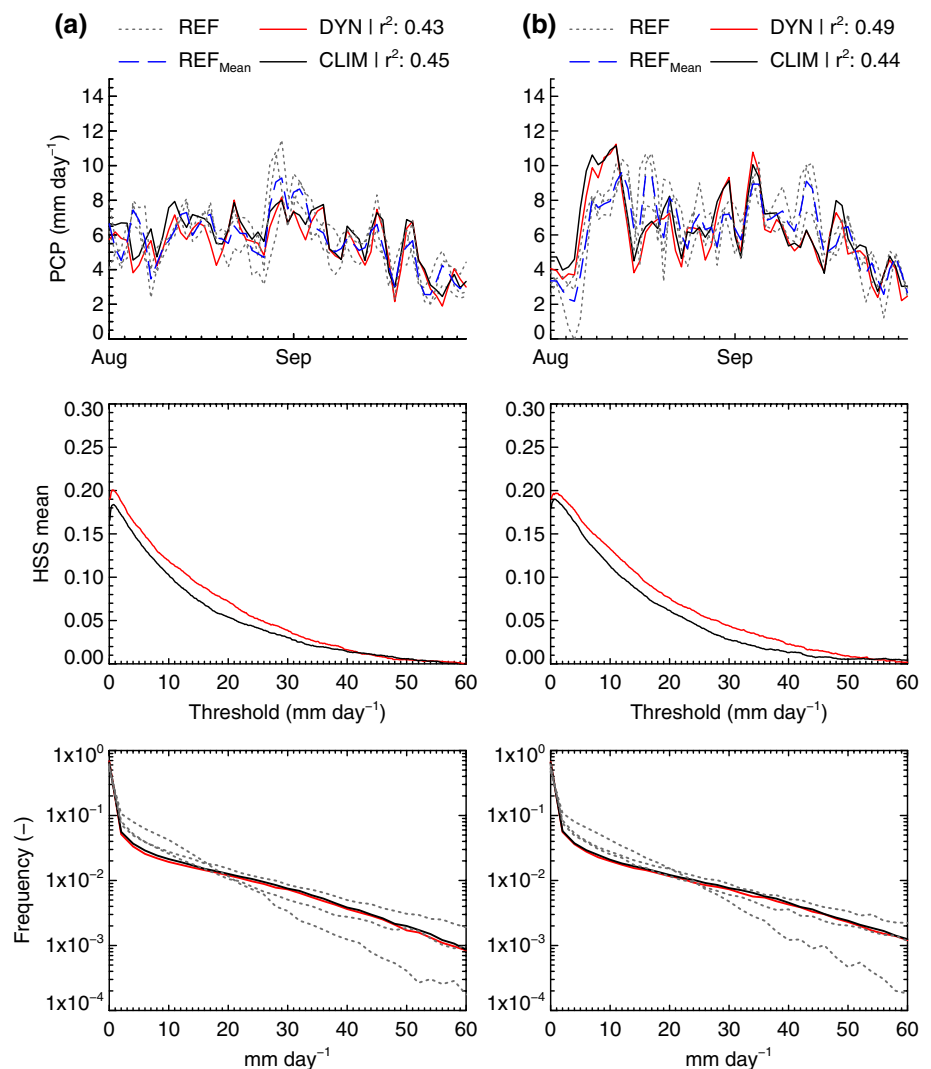 (a) REF DYN | r²: 0.43
REF Mean CLIM | r²: 0.45
(b) REF DYN | r²: 0.49
REF Mean CLIM | r²: 0.44
PCP (mm day⁻¹)
14
12
10
8
6
4
2
0
Aug Sep
14
12
10
8
6
4
2
0
Aug Sep
HSS mean
0.30
0.25
0.20
0.15
0.10
0.05
0.00
0 10 20 30 40 50 60
Threshold (mm day⁻¹)
0.30
0.25
0.20
0.15
0.10
0.05
0.00
0 10 20 30 40 50 60
Threshold (mm day⁻¹)
Frequency (−)
1x10⁰
1x10⁻¹
1x10⁻²
1x10⁻³
1x10⁻⁴
0 10 20 30 40 50 60
mm day⁻¹
1x10⁰
1x10⁻¹
1x10⁻²
1x10⁻³
1x10⁻⁴
0 10 20 30 40 50 60
mm day⁻¹